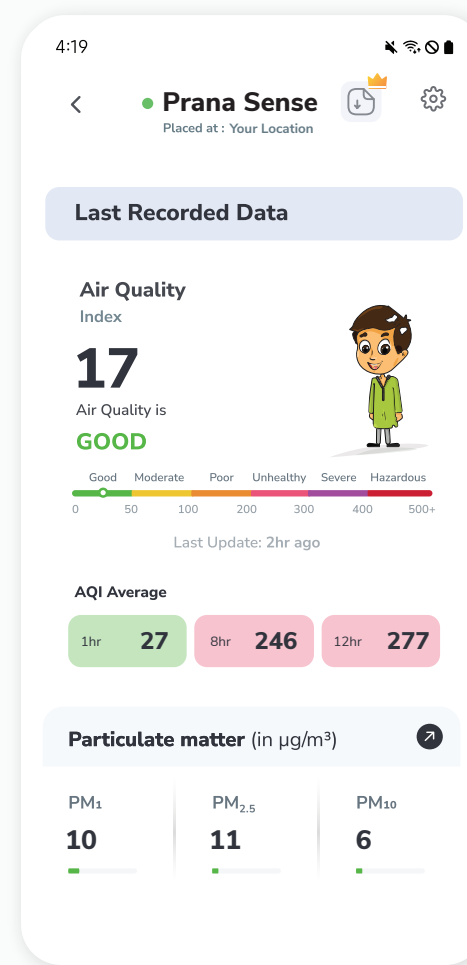 4:19
Prana Sense
Placed at : Your Location
Last Recorded Data
Air Quality
Index
17
Air Quality is
GOOD
Good Moderate Poor Unhealthy Severe Hazardous
0 50 100 200 300 400 500+
Last Update: 2hr ago
AQI Average
1hr 27 8hr 246 12hr 277
Particulate matter (in µg/m³)
PM1 PM2.5 PM10
10 11 6